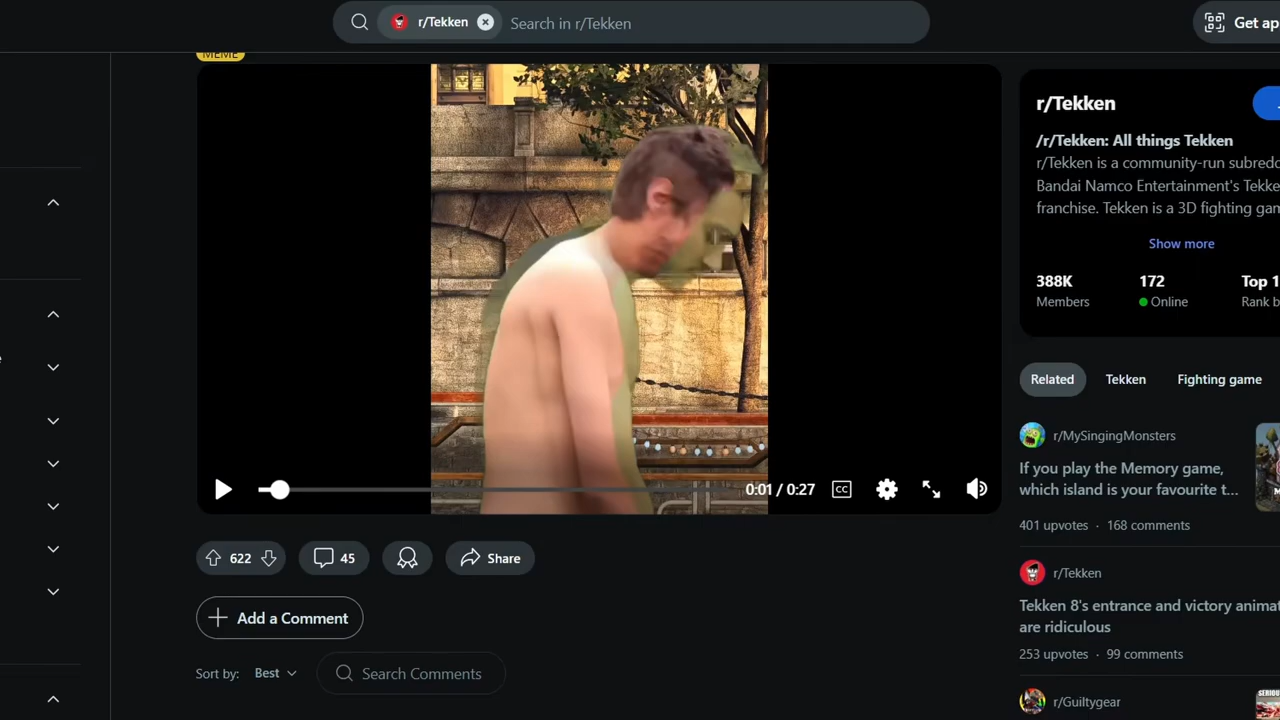 r/Tekken
Search in r/Tekken
Get ap
MEME
r/Tekken
/r/Tekken: All things Tekken
r/Tekken is a community-run subredd
Bandai Namco Entertainment's Tekke
franchise. Tekken is a 3D fighting gam
Show more
388K
172
Top 1
Members
Online
Rank b
0:01 / 0:27
CC
Related
Tekken
Fighting game
r/MySingingMonsters
If you play the Memory game,
which island is your favourite t...
401 upvotes · 168 comments
622
45
Share
r/Tekken
Tekken 8's entrance and victory animat
are ridiculous
253 upvotes · 99 comments
Add a Comment
Sort by:
Best
Search Comments
r/Guiltygear